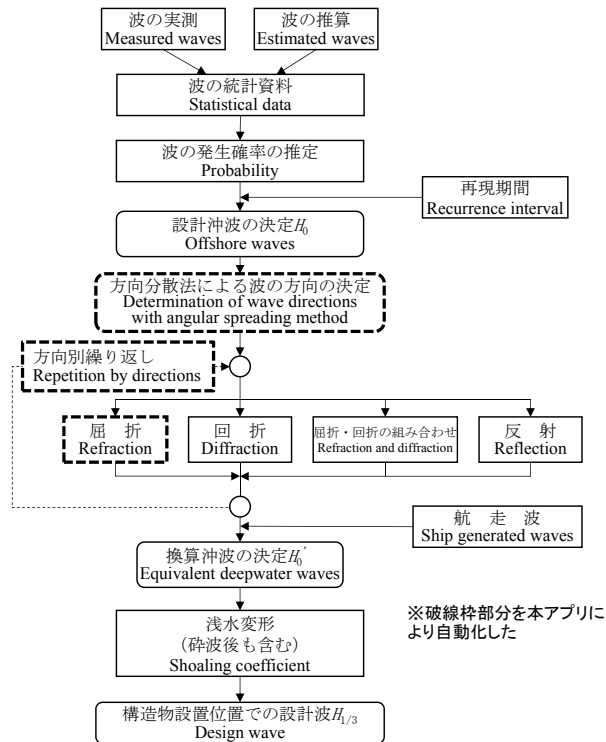 波の実測
Measured waves
波の推算
Estimated waves
波の統計資料
Statistical data
波の発生確率の推定
Probability
再現期間
Recurrence interval
設計沖波の決定H0
Offshore waves
方向分散法による波の方向の決定
Determination of wave directions
with angular spreading method
方向別繰り返し
Repetition by directions
屈 折
Refraction
回 折
Diffraction
屈折・回折の組み合わせ
Refraction and diffraction
反 射
Reflection
航 走 波
Ship generated waves
換算沖波の決定H0'
Equivalent deepwater waves
浅水変形
（砕波後も含む）
Shoaling coefficient
※破線枠部分を本アプリに
より自動化した
構造物設置位置での設計波H1/3
Design wave